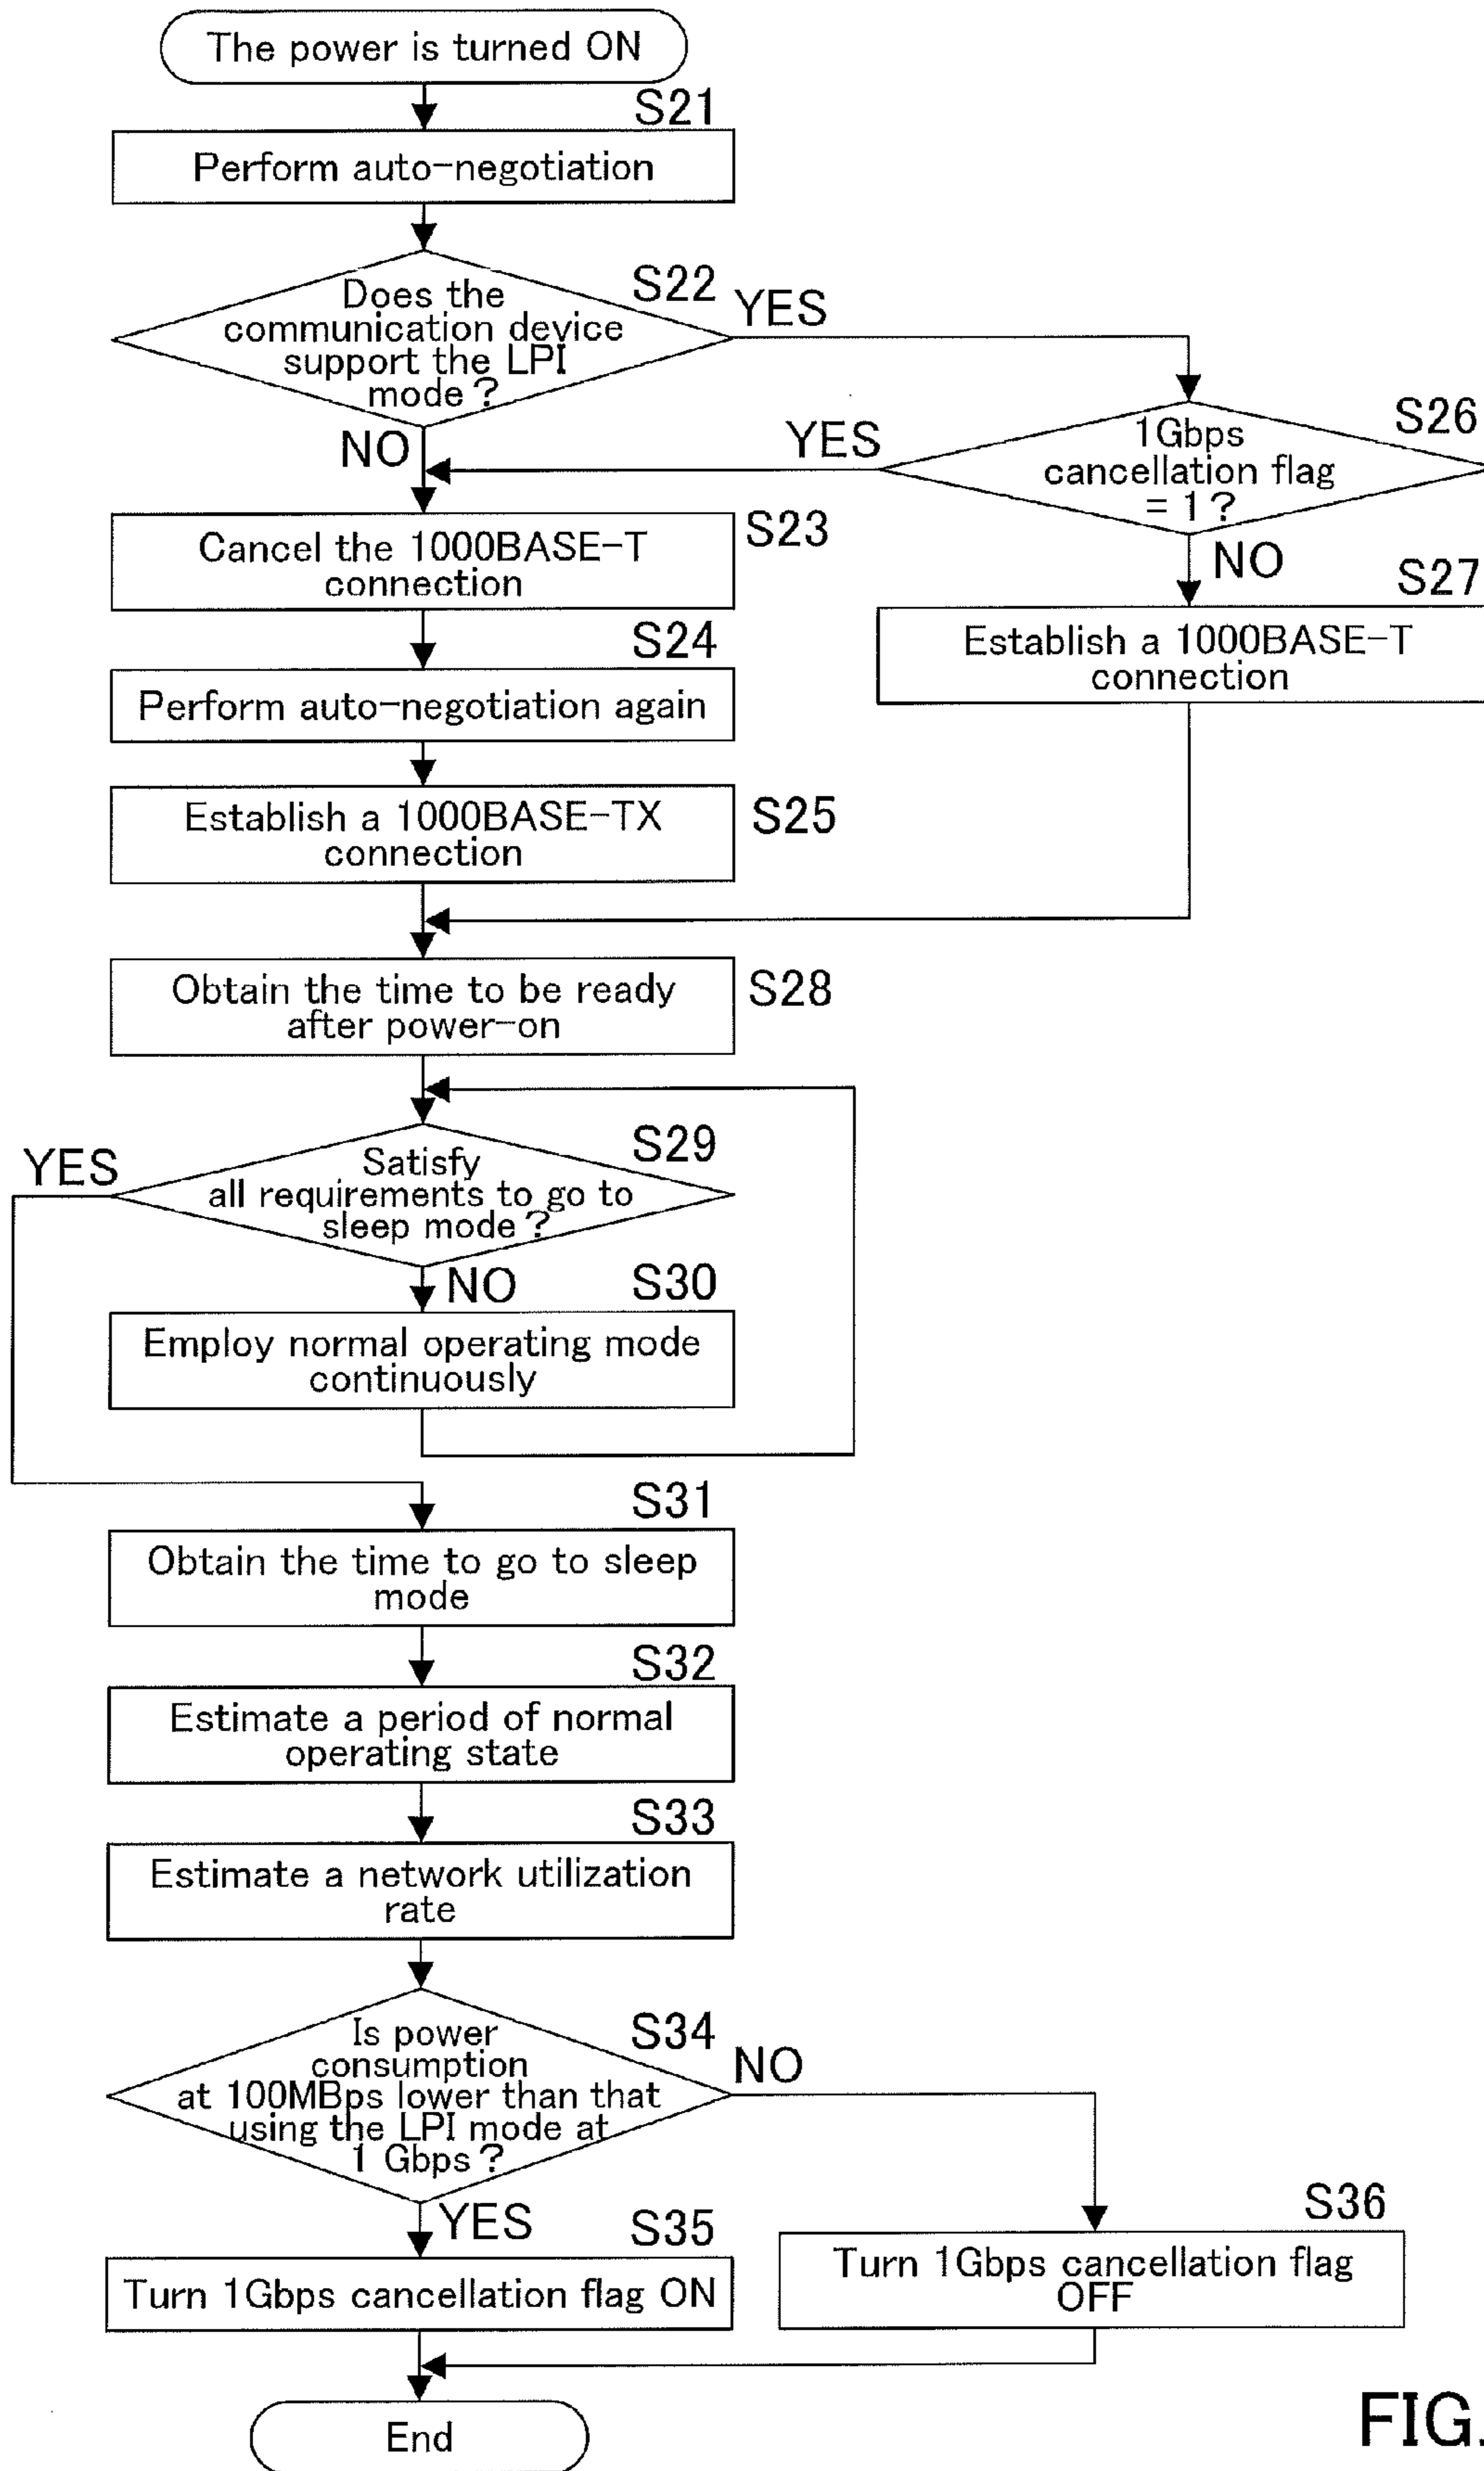 The power is turned ON
S21
Perform auto-negotiation
S22
Does the
communication device
support the LPI
mode?
YES
NO
S26
1Gbps
cancellation flag
= 1?
YES
NO
S23
Cancel the 1000BASE-T
connection
S27
Establish a 1000BASE-T
connection
S24
Perform auto-negotiation again
S25
Establish a 1000BASE-TX
connection
S28
Obtain the time to be ready
after power-on
S29
Satisfy
all requirements to go to
sleep mode?
YES
NO
S30
Employ normal operating mode
continuously
S31
Obtain the time to go to sleep
mode
S32
Estimate a period of normal
operating state
S33
Estimate a network utilization
rate
S34
Is power
consumption
at 100MBps lower than that
using the LPI mode at
1 Gbps?
NO
YES
S35
Turn 1Gbps cancellation flag ON
S36
Turn 1Gbps cancellation flag
OFF
End
FIG.